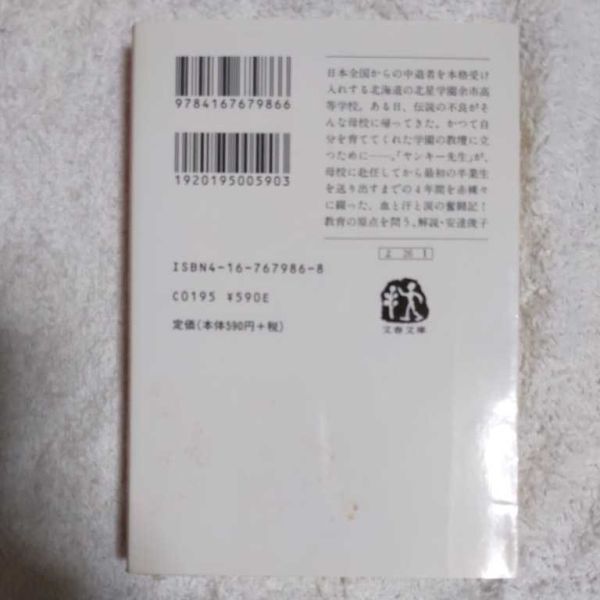 9784167679866
1920195005903
ISBN4-16-767986-8
C0195 ¥590E
定価(本体590円+税)
日本全国からの中退者を本格受け
入れする北海道の北星学園余市高
等学校。ある日、伝説の不良がそ
んな母校に帰ってきた。かつて自
分を育ててくれた学園の教壇に立
つために——。「ヤンキー先生」が、
母校に赴任してから最初の卒業生
を送り出すまでの4年間を赤裸々
に綴った、血と汗と涙の奮闘記!
教育の原点を問う。解説・安達俊子
よ 26 1
文春文庫